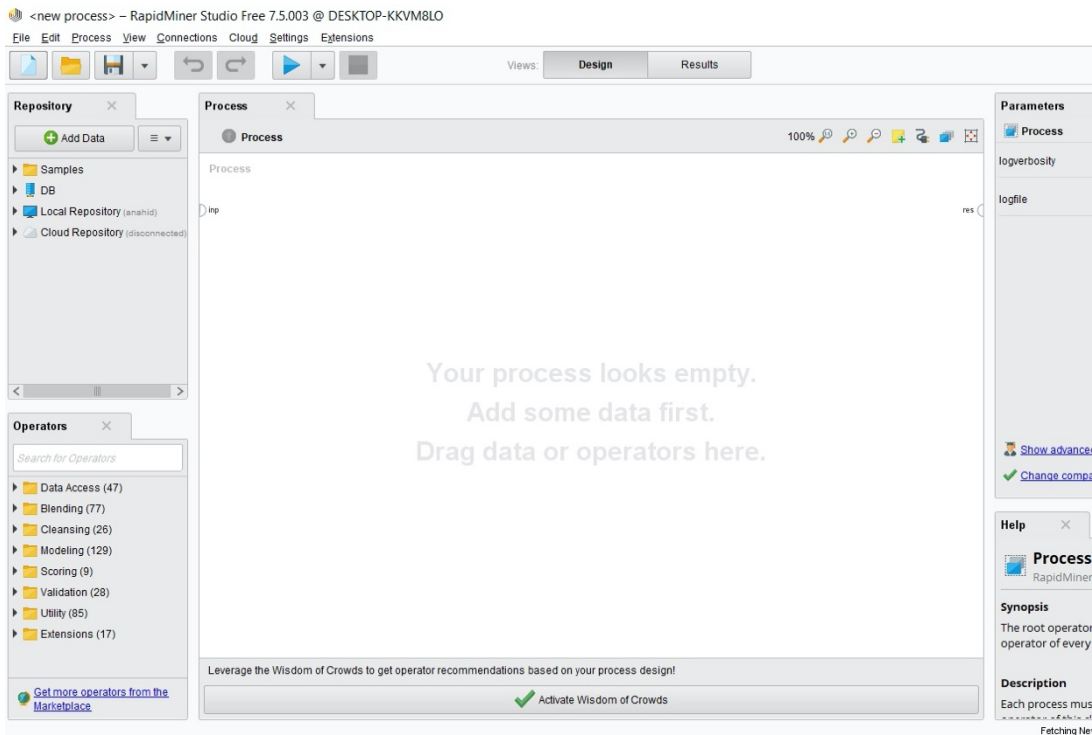 <new process> – RapidMiner Studio Free 7.5.003 @ DESKTOP-KKVM8LO
File Edit Process View Connections Cloud Settings Extensions
Views: Design Results
Repository
Add Data
Samples
DB
Local Repository (anahid)
Cloud Repository (disconnected)
Operators
Search for Operators
Data Access (47)
Blending (77)
Cleansing (26)
Modeling (129)
Scoring (9)
Validation (28)
Utility (85)
Extensions (17)
Get more operators from the
Marketplace
Process
Process
100%
Process
inp
res
Your process looks empty.
Add some data first.
Drag data or operators here.
Leverage the Wisdom of Crowds to get operator recommendations based on your process design!
Activate Wisdom of Crowds
Parameters
Process
logverbosity
logfile
Show advanced
Change compa
Help
Process
RapidMiner
Synopsis
The root operator
operator of every
Description
Each process mus
Fetching Ne